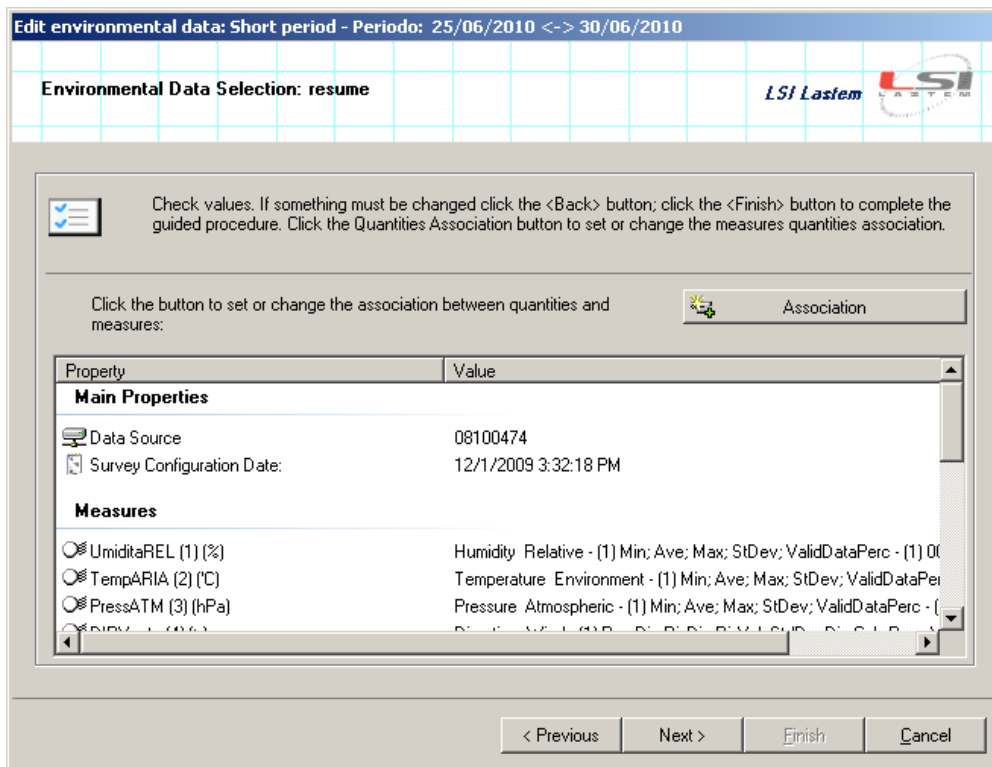 Edit environmental data: Short period - Periodo: 25/06/2010 <-> 30/06/2010
Environmental Data Selection: resume
LSI Lastem
LSI
LASTEM
Check values. If something must be changed click the <Back> button; click the <Finish> button to complete the
guided procedure. Click the Quantities Association button to set or change the measures quantities association.
Click the button to set or change the association between quantities and
measures:
Association
Property Value
Main Properties
Data Source 08100474
Survey Configuration Date: 12/1/2009 3:32:18 PM
Measures
UmiditaREL (1) (%) Humidity Relative - (1) Min; Ave; Max; StDev; ValidDataPerc - (1)
TempARIA (2) (°C) Temperature Environment - (1) Min; Ave; Max; StDev; ValidDataPer
PressATM (3) (hPa) Pressure Atmospheric - (1) Min; Ave; Max; StDev; ValidDataPerc - (
< Previous Next > Finish Cancel